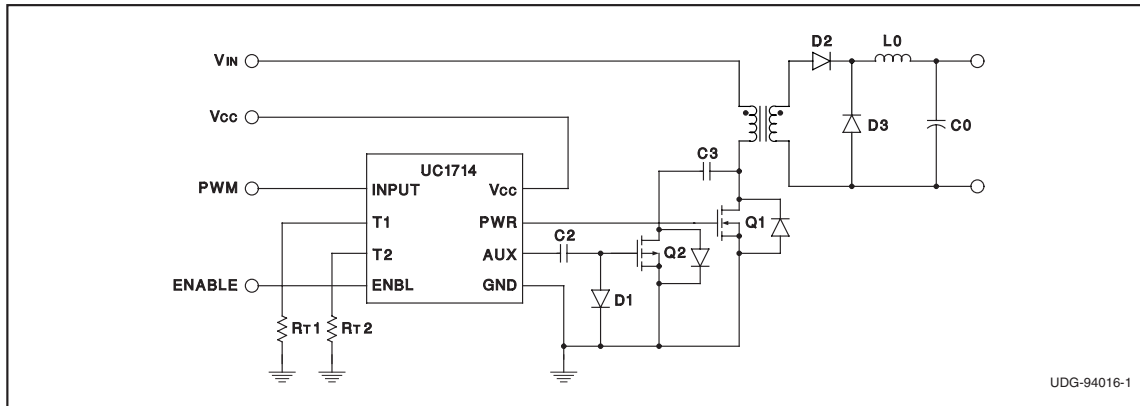 D2
L0
VIN
VCC
D3
C0
C3
UC1714
PWM
INPUT
VCC
T1
PWR
Q1
C2
T2
AUX
Q2
ENABLE
ENBL
GND
D1
RT1
RT2
UDG-94016-1